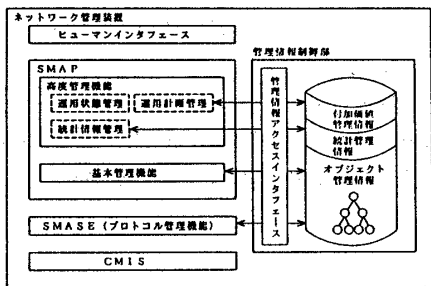 ネットワーク管理装置
ヒューマンインタフェース
管理情報制御部
SMAP
高度管理機能
運用状態管理
運用計画管理
統計情報管理
基本管理機能
SMASE(プロトコル管理機能)
CMIS
管理情報アクセスインタフェース
付加価値
管理情報
統計管理
情報
オブジェクト
管理情報